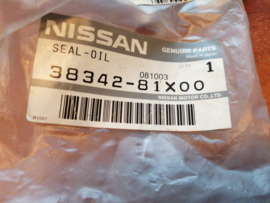 NISSAN
GENUINE PARTS
SEAL-OIL
081003
1
38342-81X00
NISSAN MOTOR CO.,LTD